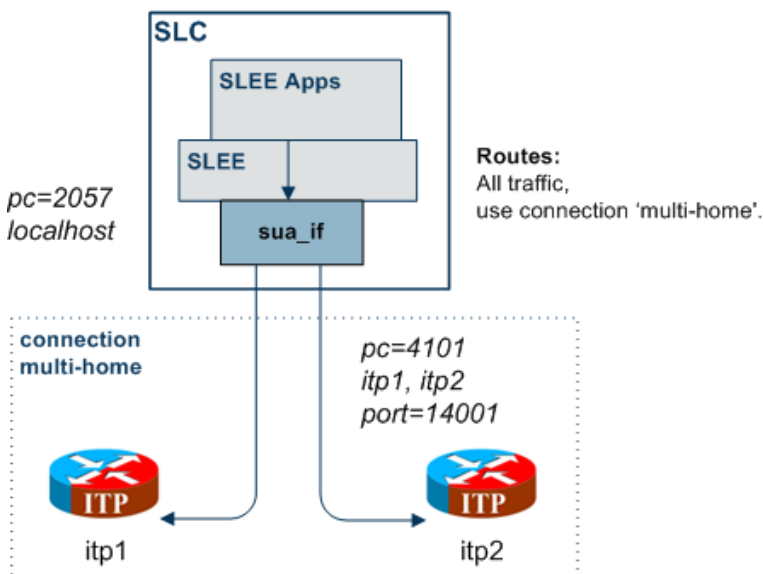 SLC
SLEE Apps
SLEE
sua_if
pc=2057
localhost
Routes:
All traffic,
use connection ‘multi-home'.
connection
multi-home
pc=4101
itp1, itp2
port=14001
ITP
itp1
ITP
itp2